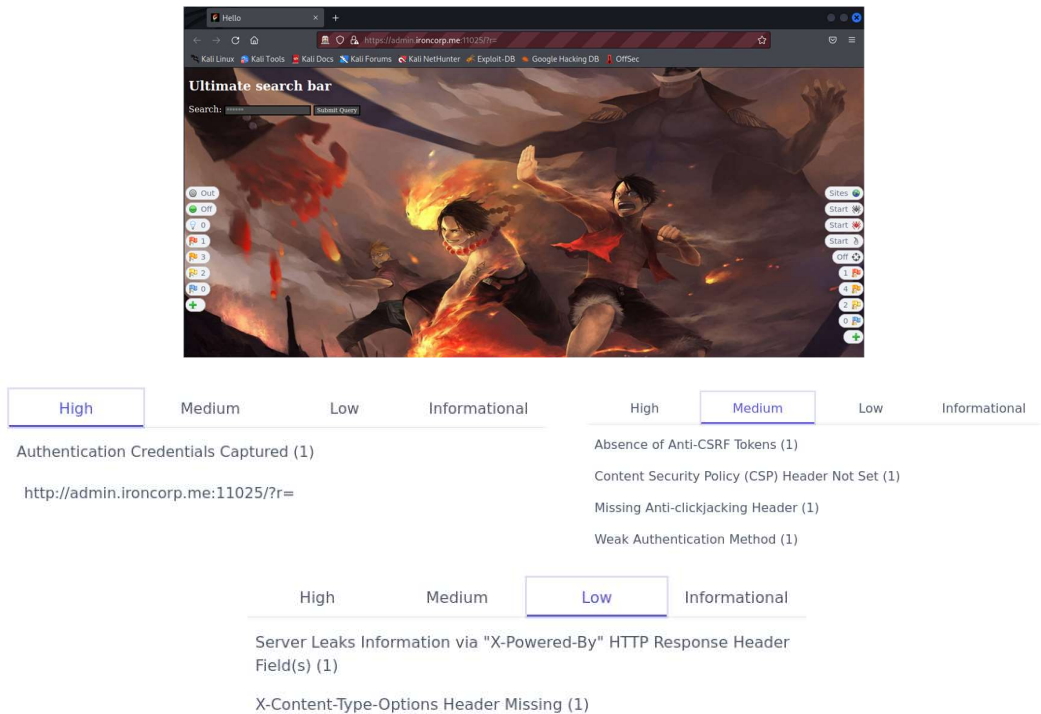 Hello
https://admin.ironcorp.me:11025/?r=
Kali Linux Kali Tools Kali Docs Kali Forums Kali NetHunter Exploit-DB Google Hacking DB OffSec
Ultimate search bar
Search: Submit Query
Out
Off
0
1
3
2
0
Sites
Start
Start
Start
Off
1
4
2
0
High Medium Low Informational
Authentication Credentials Captured (1)
http://admin.ironcorp.me:11025/?r=
High Medium Low Informational
Absence of Anti-CSRF Tokens (1)
Content Security Policy (CSP) Header Not Set (1)
Missing Anti-clickjacking Header (1)
Weak Authentication Method (1)
High Medium Low Informational
Server Leaks Information via "X-Powered-By" HTTP Response Header
Field(s) (1)
X-Content-Type-Options Header Missing (1)